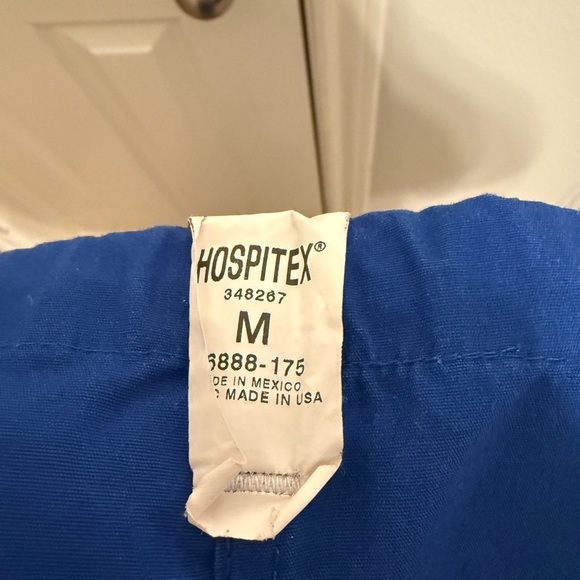 HOSPITEX®
348267
M
6888-175
DE IN MEXICO
C MADE IN USA